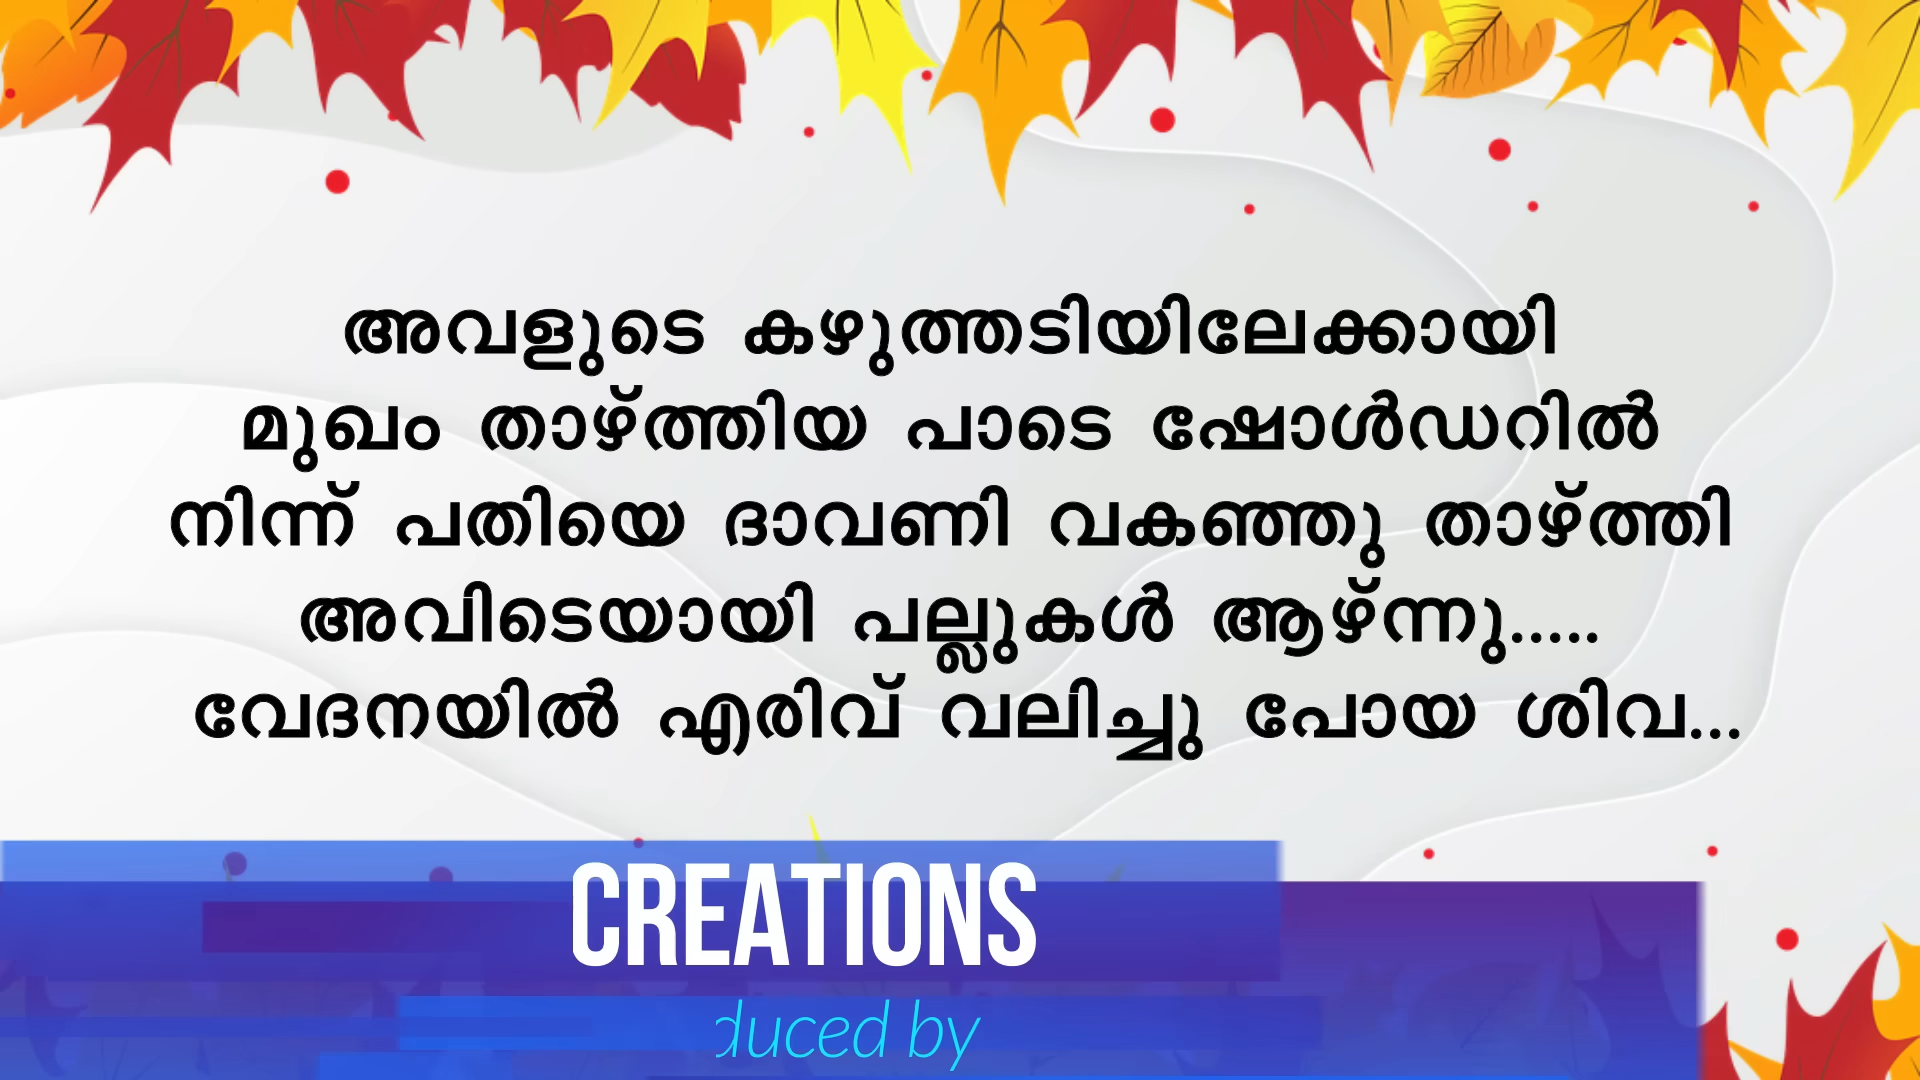 അവളുടെ കഴുത്തടിയിലേക്കായി
മുഖം താഴ്ത്തിയ പാടെ ഷോൾഡറിൽ
നിന്ന് പതിയെ ദാവണി വകഞ്ഞു താഴ്ത്തി
അവിടെയായി പല്ലുകൾ ആഴ്ന്നു.....
വേദനയിൽ എരിവ് വലിച്ചു പോയ ശിവ...
CREATIONS
duced by